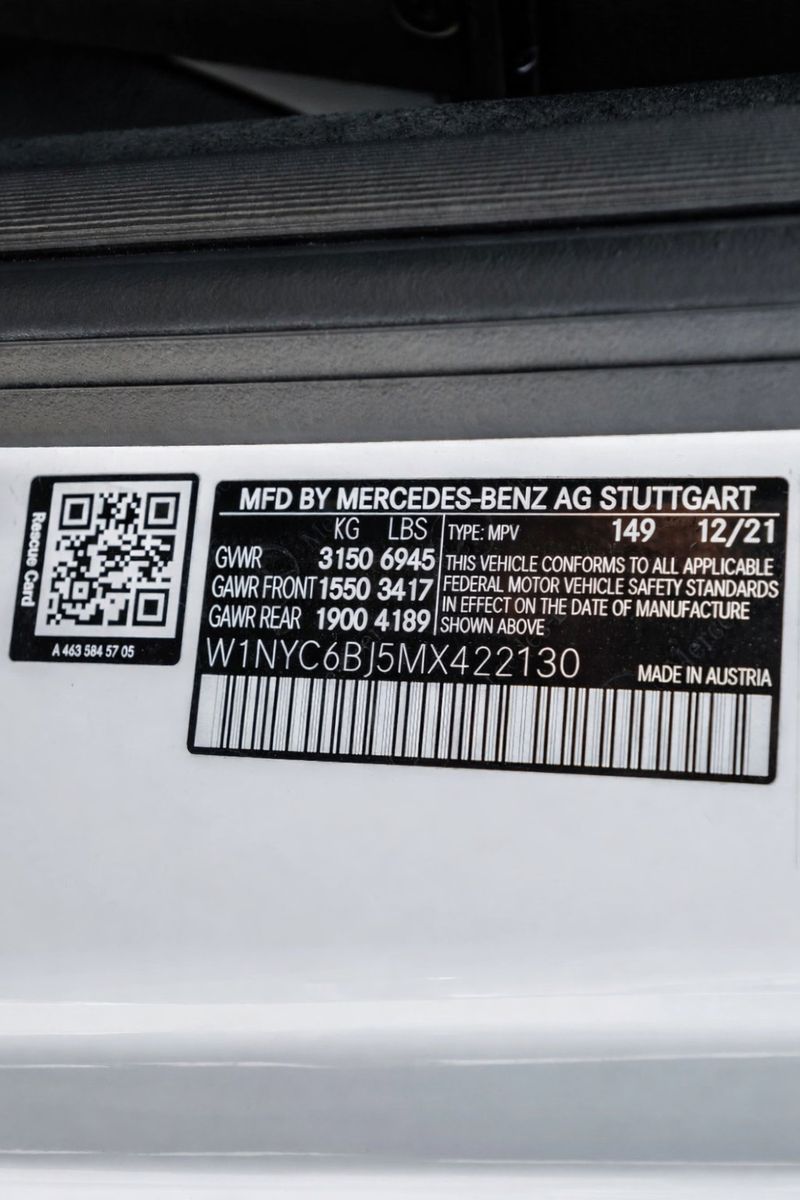 Rescue Card
A 463 584 57 05
MFD BY MERCEDES-BENZ AG STUTTGART
KG LBS
GVWR 3150 6945
GAWR FRONT 1550 3417
GAWR REAR 1900 4189
TYPE: MPV 149 12/21
THIS VEHICLE CONFORMS TO ALL APPLICABLE
FEDERAL MOTOR VEHICLE SAFETY STANDARDS
IN EFFECT ON THE DATE OF MANUFACTURE
SHOWN ABOVE
W1NYC6BJ5MX422130
MADE IN AUSTRIA